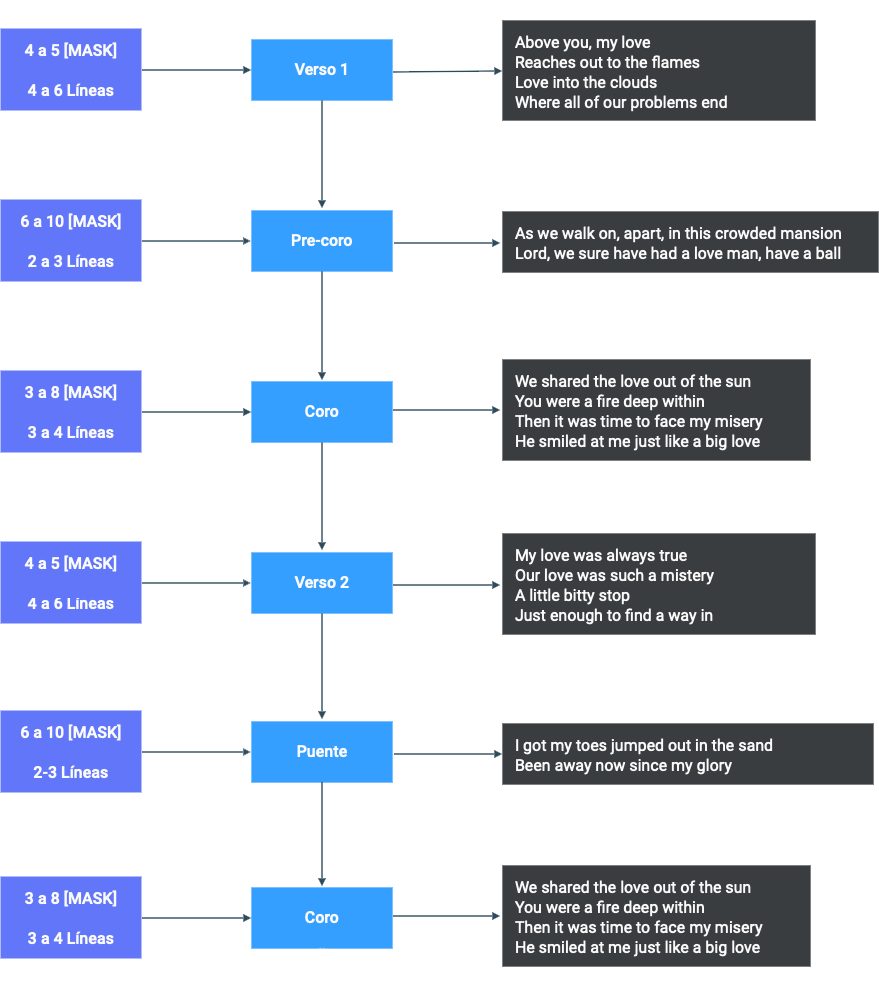 4 a 5 [MASK]
4 a 6 Líneas
Verso 1
Above you, my love
Reaches out to the flames
Love into the clouds
Where all of our problems end
6 a 10 [MASK]
2 a 3 Líneas
Pre-coro
As we walk on, apart, in this crowded mansion
Lord, we sure have had a love man, have a ball
3 a 8 [MASK]
3 a 4 Líneas
Coro
We shared the love out of the sun
You were a fire deep within
Then it was time to face my misery
He smiled at me just like a big love
4 a 5 [MASK]
4 a 6 Líneas
Verso 2
My love was always true
Our love was such a mistery
A little bitty stop
Just enough to find a way in
6 a 10 [MASK]
2-3 Líneas
Puente
I got my toes jumped out in the sand
Been away now since my glory
3 a 8 [MASK]
3 a 4 Líneas
Coro
We shared the love out of the sun
You were a fire deep within
Then it was time to face my misery
He smiled at me just like a big love